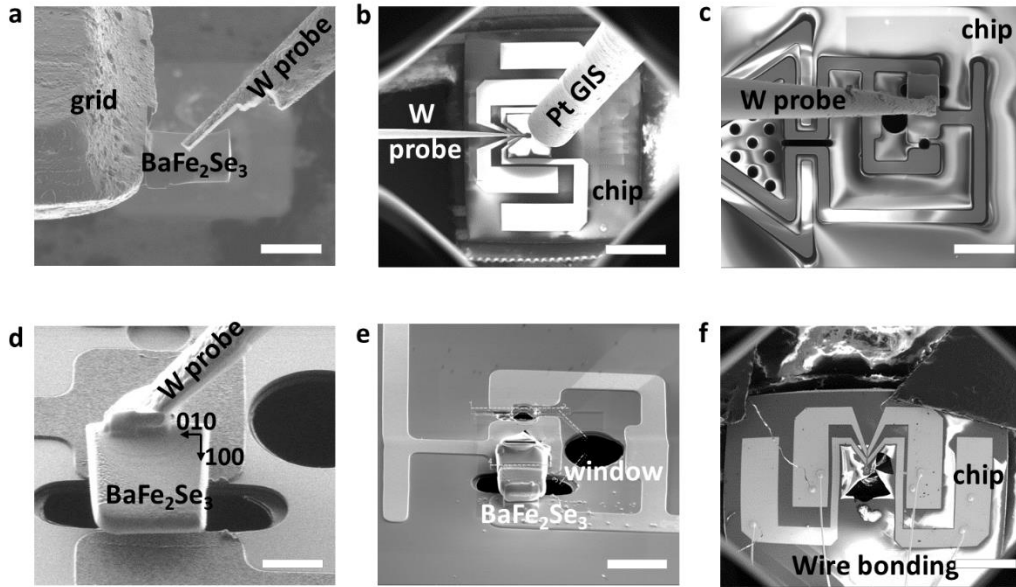 a
grid
W probe
BaFe₂Se₃
b
W
probe
Pt GIS
chip
c
chip
W probe
d
W probe
010
100
BaFe₂Se₃
e
window
BaFe₂Se₃
f
chip
Wire bonding